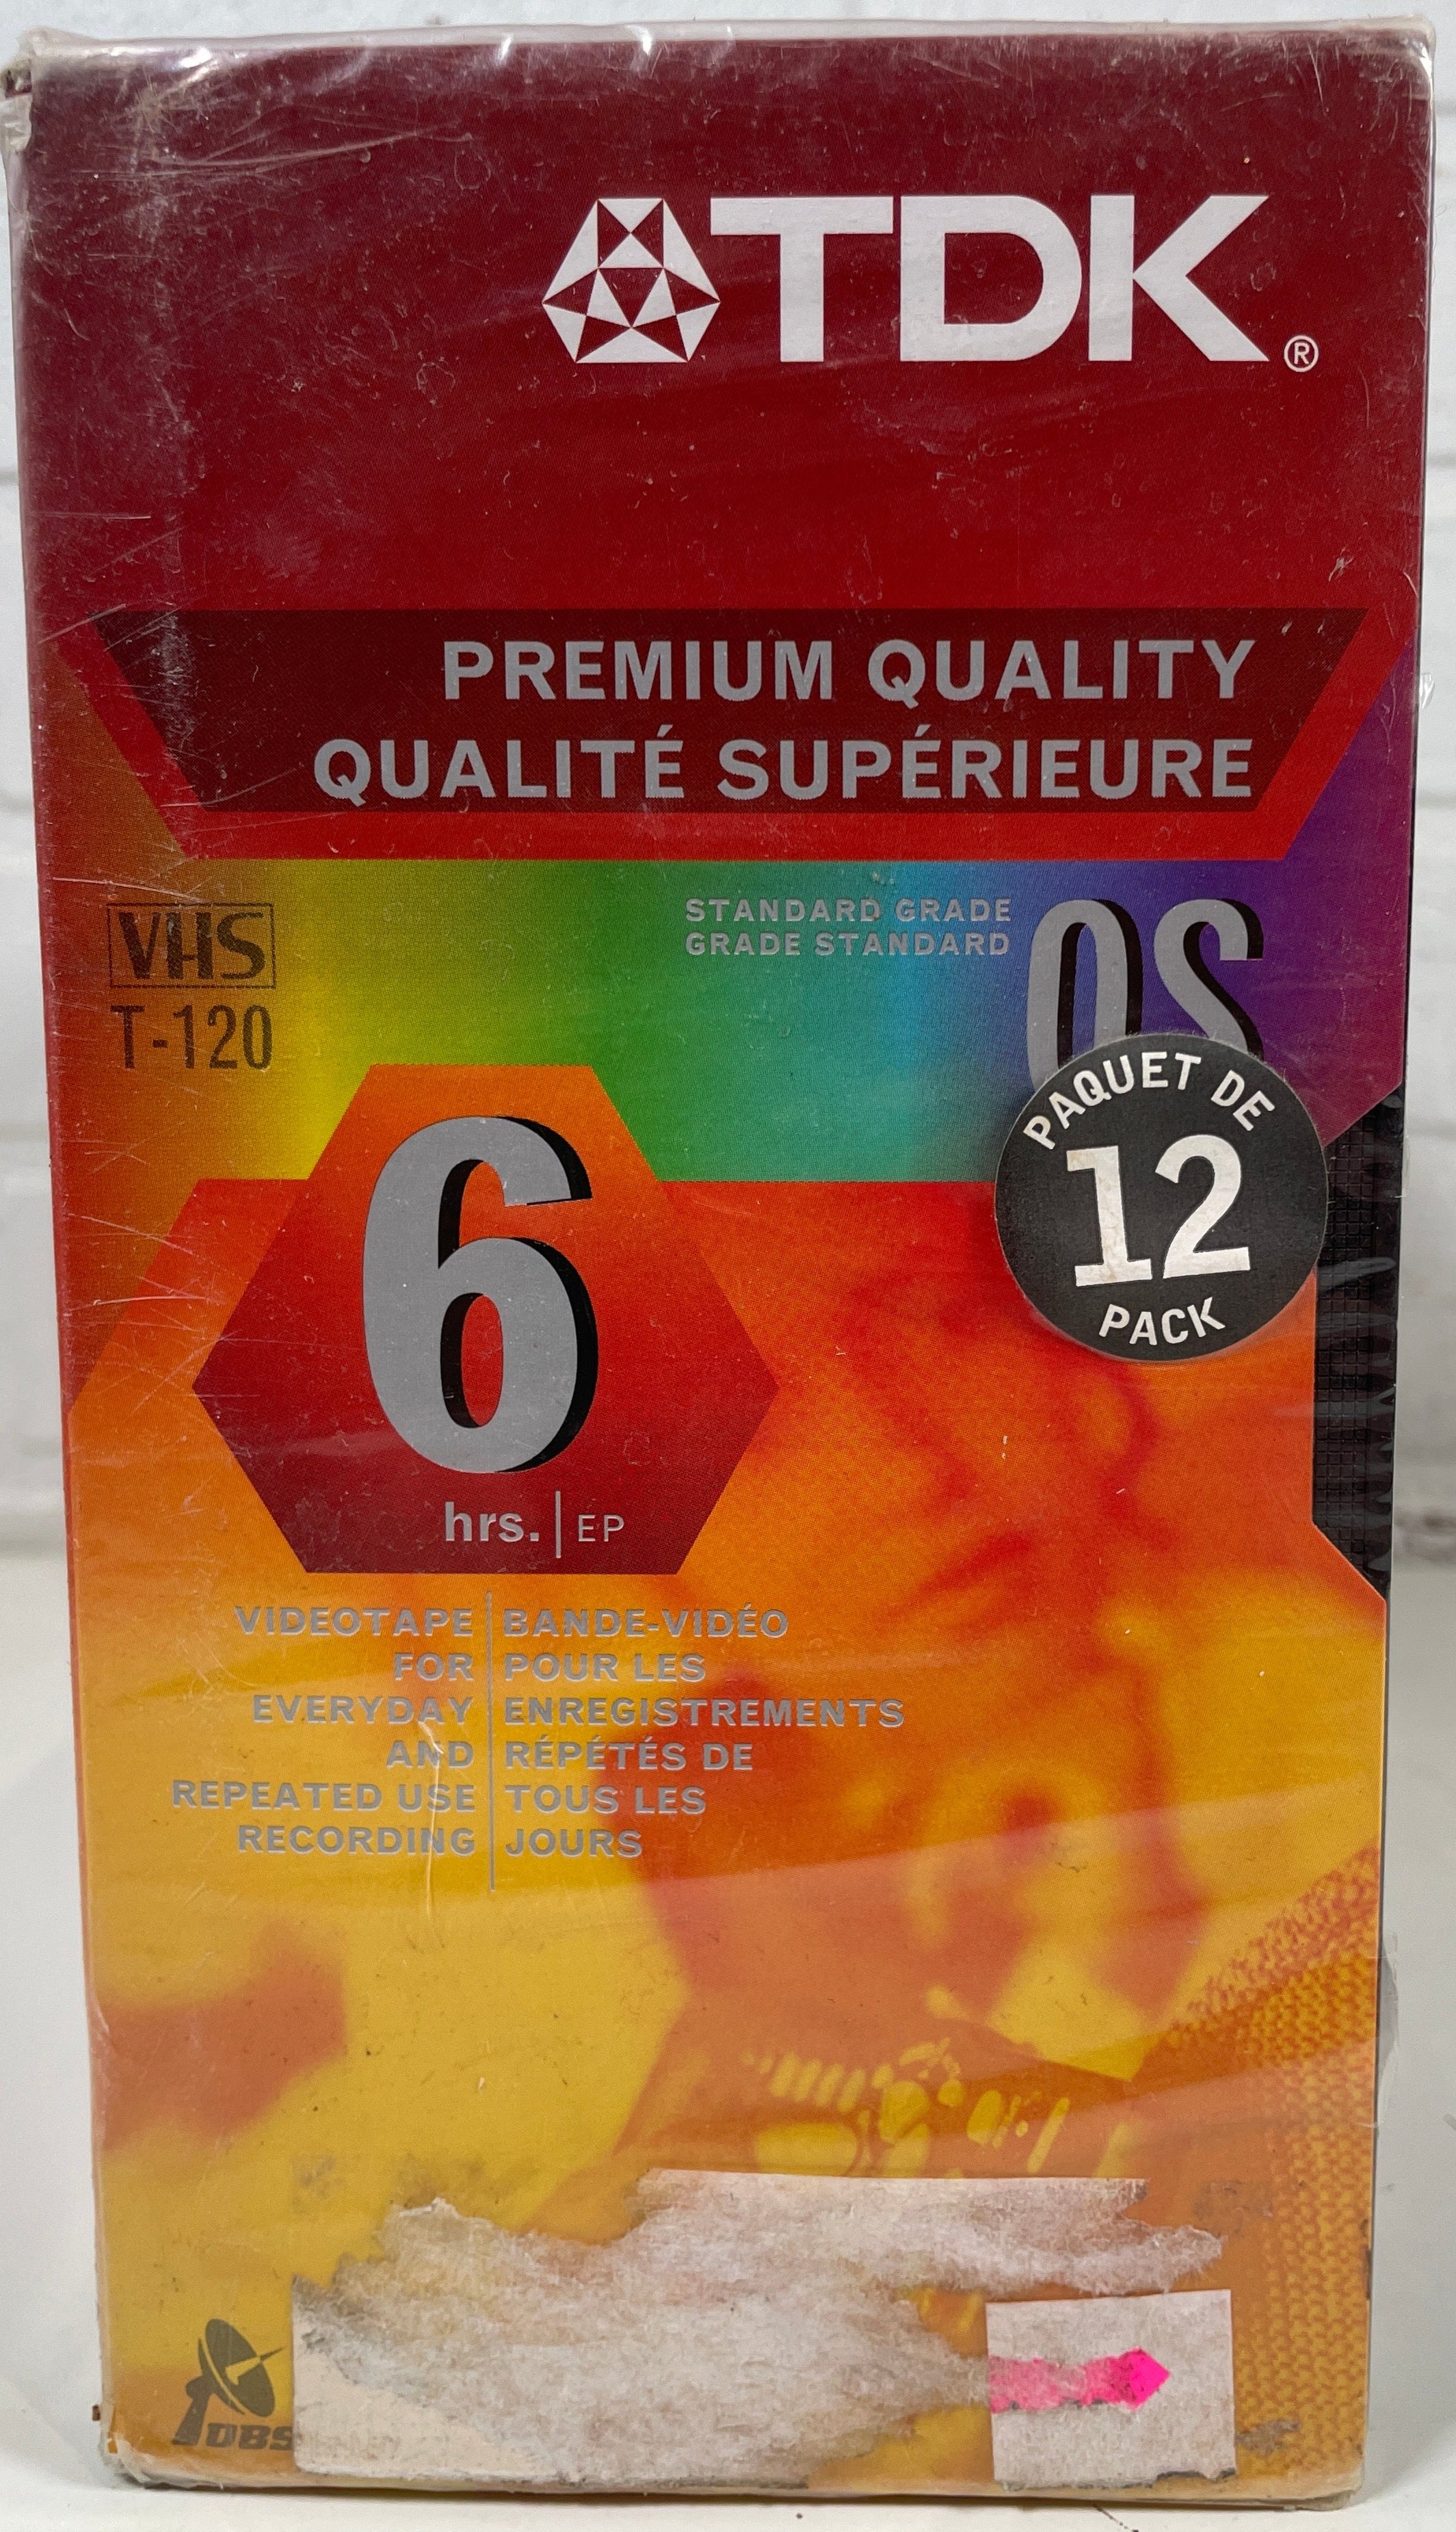 TDK®
PREMIUM QUALITY
QUALITÉ SUPÉRIEURE
VHS
T-120
STANDARD GRADE
GRADE STANDARD
PAQUET DE
12
PACK
6
hrs. | EP
VIDEOTAPE
FOR
EVERYDAY
AND
REPEATED USE
RECORDING
BANDE-VIDÉO
POUR LES
ENREGISTREMENTS
RÉPÉTÉS DE
TOUS LES
JOURS
DBS